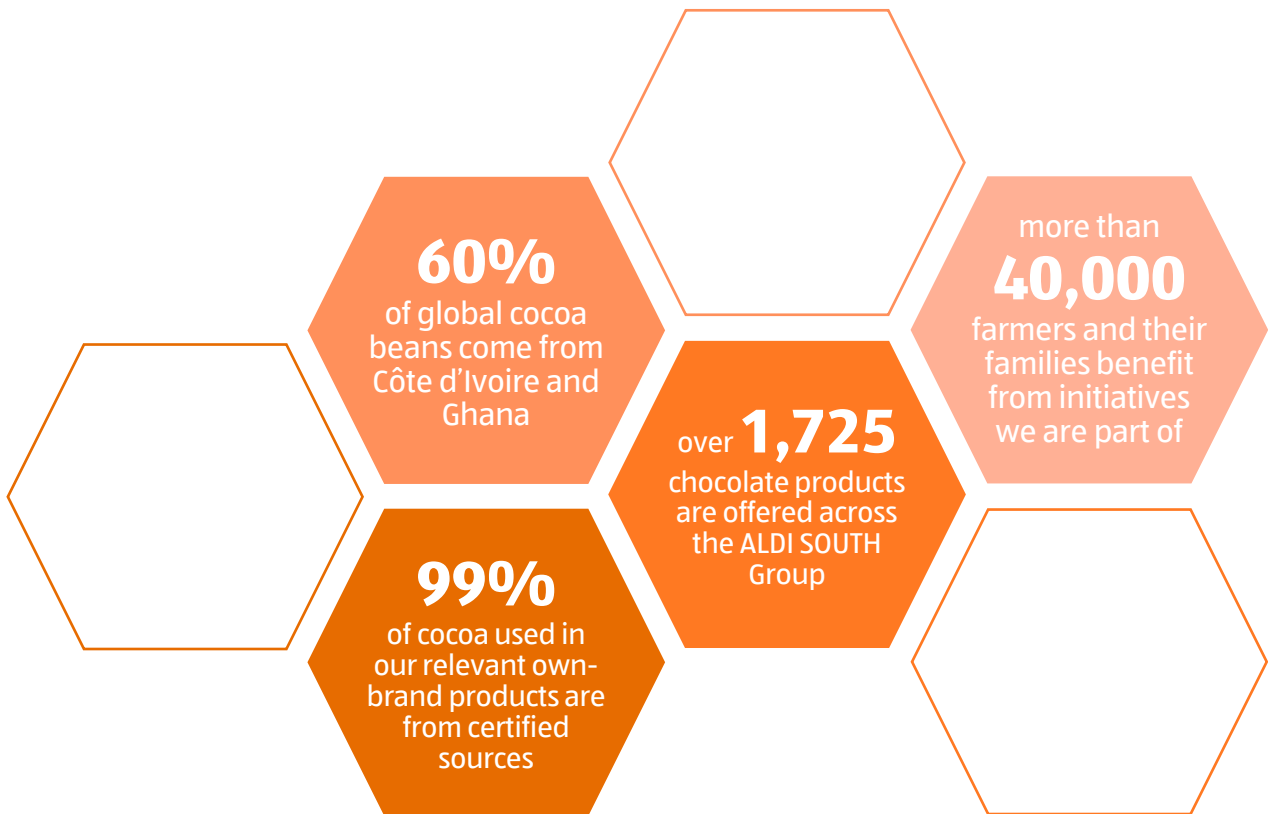 60%
of global cocoa
beans come from
Côte d'Ivoire and
Ghana
more than
40,000
farmers and their
families benefit
from initiatives
we are part of
over 1,725
chocolate products
are offered across
the ALDI SOUTH
Group
99%
of cocoa used in
our relevant own-
brand products are
from certified
sources